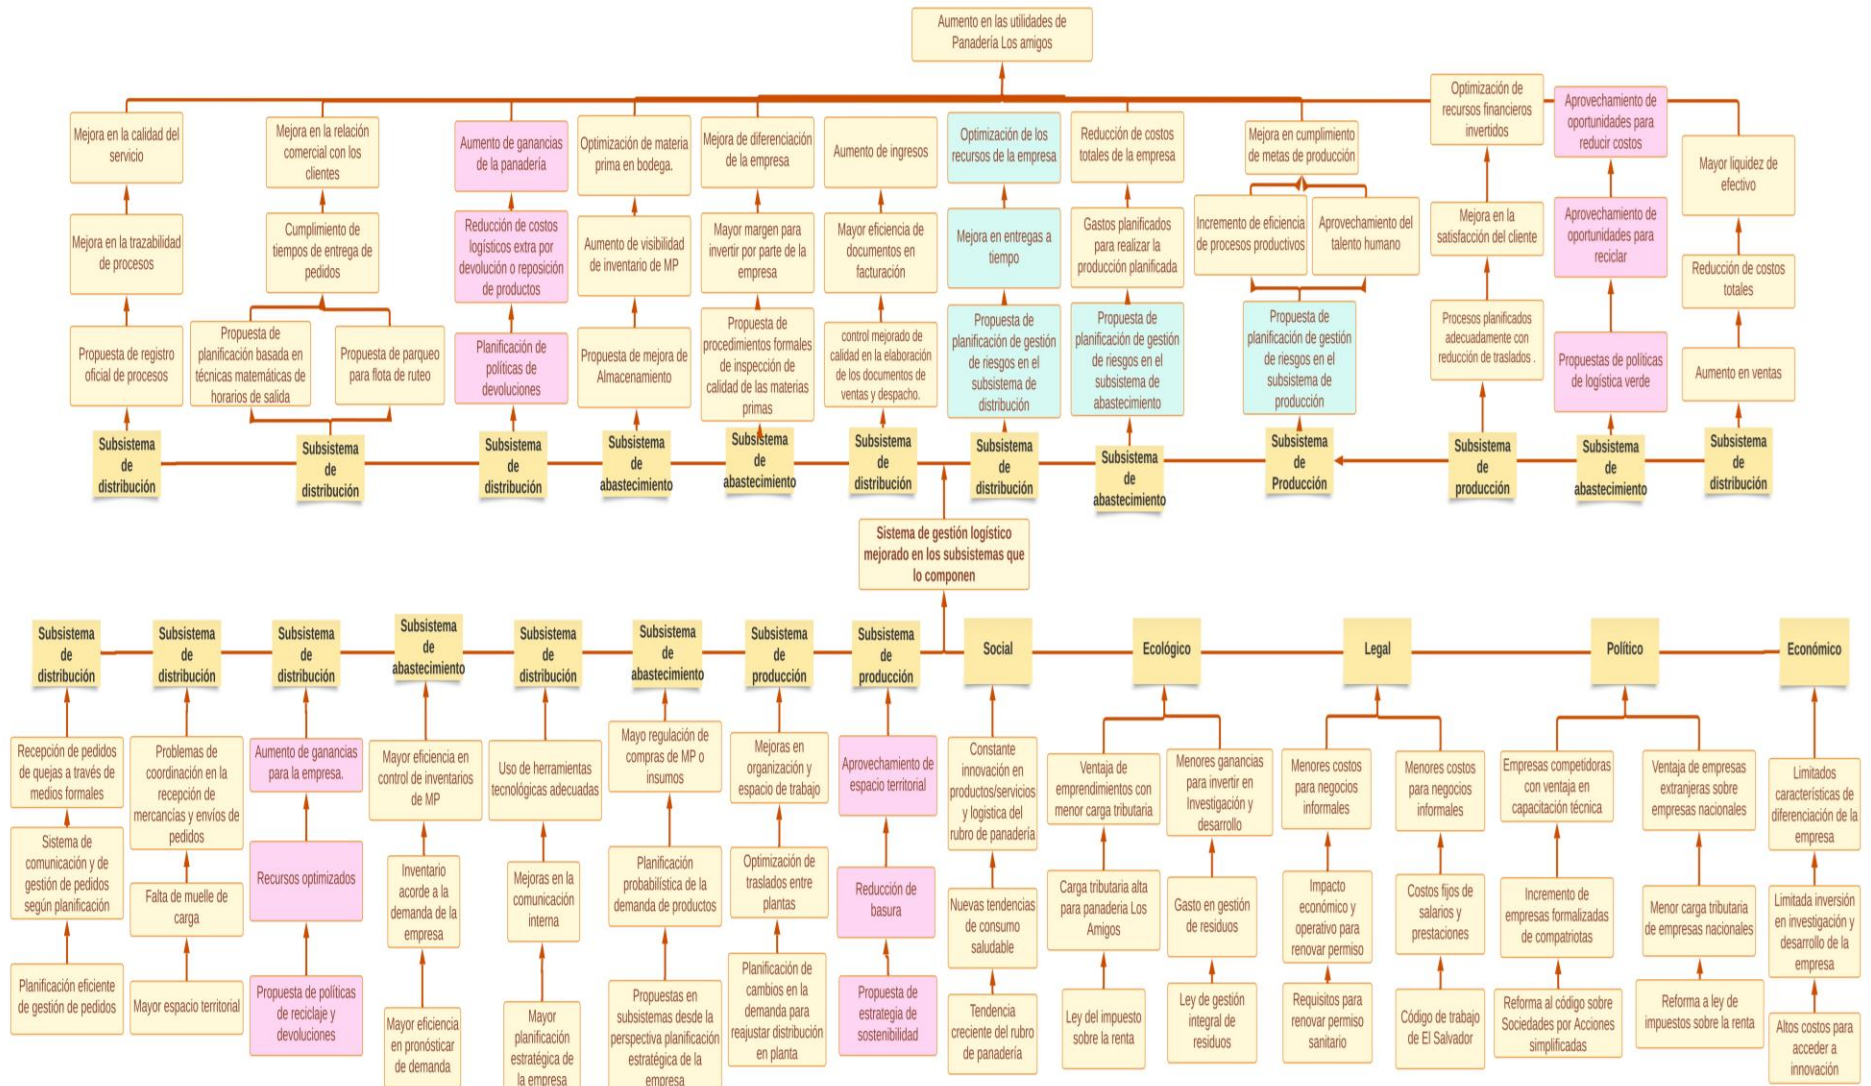 Aumento en las utilidades de
Panadería Los amigos
Mejora en la calidad del
servicio
Mejora en la relación
comercial con los
clientes
Aumento de ganancias
de la panadería
Optimización de materia
prima en bodega.
Mejora de diferenciación
de la empresa
Aumento de ingresos
Optimización de los
recursos de la empresa
Reducción de costos
totales de la empresa
Mejora en cumplimiento
de metas de producción
Optimización de
recursos financieros
invertidos
Aprovechamiento de
oportunidades para
reducir costos
Mayor liquidez de
efectivo
Mejora en la trazabilidad
de procesos
Cumplimiento de
tiempos de entrega de
pedidos
Reducción de costos
logísticos extra por
devolución o reposición
de productos
Aumento de visibilidad
de inventario de MP
Mayor margen para
invertir por parte de la
empresa
Mayor eficiencia de
documentos en
facturación
Mejora en entregas a
tiempo
Gastos planificados
para realizar la
producción planificada
Incremento de eficiencia
de procesos productivos
Aprovechamiento del
talento humano
Mejora en la
satisfacción del cliente
Aprovechamiento de
oportunidades para
reciclar
Reducción de costos
totales
Propuesta de registro
oficial de procesos
Propuesta de
planificación basada en
técnicas matemáticas de
horarios de salida
Propuesta de parqueo
para flota de ruteo
Planificación de
políticas de
devoluciones
Propuesta de mejora de
Almacenamiento
Propuesta de
procedimientos formales
de inspección de
calidad de las materias
primas
control mejorado de
calidad en la elaboración
de los documentos de
ventas y despacho.
Propuesta de
planificación de gestión
de riesgos en el
subsistema de
distribución
Propuesta de
planificación de gestión
de riesgos en el
subsistema de
abastecimiento
Propuesta de
planificación de gestión
de riesgos en el
subsistema de
producción
Procesos planificados
adecuadamente con
reducción de traslados .
Propuestas de políticas
de logística verde
Aumento en ventas
Subsistema
de
distribución
Subsistema
de
distribución
Subsistema
de
distribución
Subsistema
de
abastecimiento
Subsistema
de
abastecimiento
Subsistema
de
distribución
Subsistema
de
distribución
Subsistema
de
abastecimiento
Subsistema
de
Producción
Subsistema
de
producción
Subsistema
de
abastecimiento
Subsistema
de
distribución
Sistema de gestión logístico
mejorado en los subsistemas que
lo componen
Subsistema
de
distribución
Subsistema
de
distribución
Subsistema
de
distribución
Subsistema
de
abastecimiento
Subsistema
de
distribución
Subsistema
de
abastecimiento
Subsistema
de
producción
Subsistema
de
producción
Social
Ecológico
Legal
Político
Económico
Recepción de pedidos
de quejas a través de
medios formales
Problemas de
coordinación en la
recepción de
mercancias y envíos de
pedidos
Aumento de ganancias
para la empresa.
Mayor eficiencia en
control de inventarios
de MP
Uso de herramientas
tecnológicas adecuadas
Mayo regulación de
compras de MP o
insumos
Mejoras en
organización y
espacio de trabajo
Aprovechamiento de
espacio territorial
Constante
innovación en
productos/servicios
y logistica del
rubro de panadería
Ventaja de
emprendimientos con
menor carga tributaria
Menores ganancias
para invertir en
Investigación y
desarrollo
Menores costos
para negocios
informales
Menores costos
para negocios
informales
Empresas competidoras
con ventaja en
capacitación técnica
Ventaja de empresas
extranjeras sobre
empresas nacionales
Limitados
características de
diferenciación de la
empresa
Sistema de
comunicación y de
gestión de pedidos
según planificación
Falta de muelle de
carga
Recursos optimizados
Inventario
acorde a la
demanda de la
empresa
Mejoras en la
comunicación
interna
Planificación
probabilística de la
demanda de productos
Optimización de
traslados entre
plantas
Reducción de
basura
Nuevas tendencias
de consumo
saludable
Carga tributaria alta
para panaderia Los
Amigos
Gasto en gestión
de residuos
Impacto
económico y
operativo para
renovar permiso
Costos fijos de
salarios y
prestaciones
Incremento de
empresas formalizadas
de compatriotas
Menor carga tributaria
de empresas nacionales
Limitada inversión
en investigación y
desarrollo de la
empresa
Planificación eficiente
de gestión de pedidos
Mayor espacio territorial
Propuesta de políticas
de reciclaje y
devoluciones
Mayor eficiencia
en pronósticar de
demanda
Mayor
planificación
estratégica de
la empresa
Propuestas en
subsistemas desde la
perspectiva planificación
estratégica de la
empresa
Planificación de
cambios en la
demanda para
reajustar distribución
en planta
Propuesta de
estrategia de
sostenibilidad
Tendencia
creciente del rubro
de panadería
Ley del impuesto
sobre la renta
Ley de gestión
integral de
residuos
Requisitos para
renovar permiso
sanitario
Código de trabajo
de El Salvador
Reforma al código sobre
Sociedades por Acciones
simplificadas
Reforma a ley de
impuestos sobre la renta
Altos costos para
acceder a
innovación